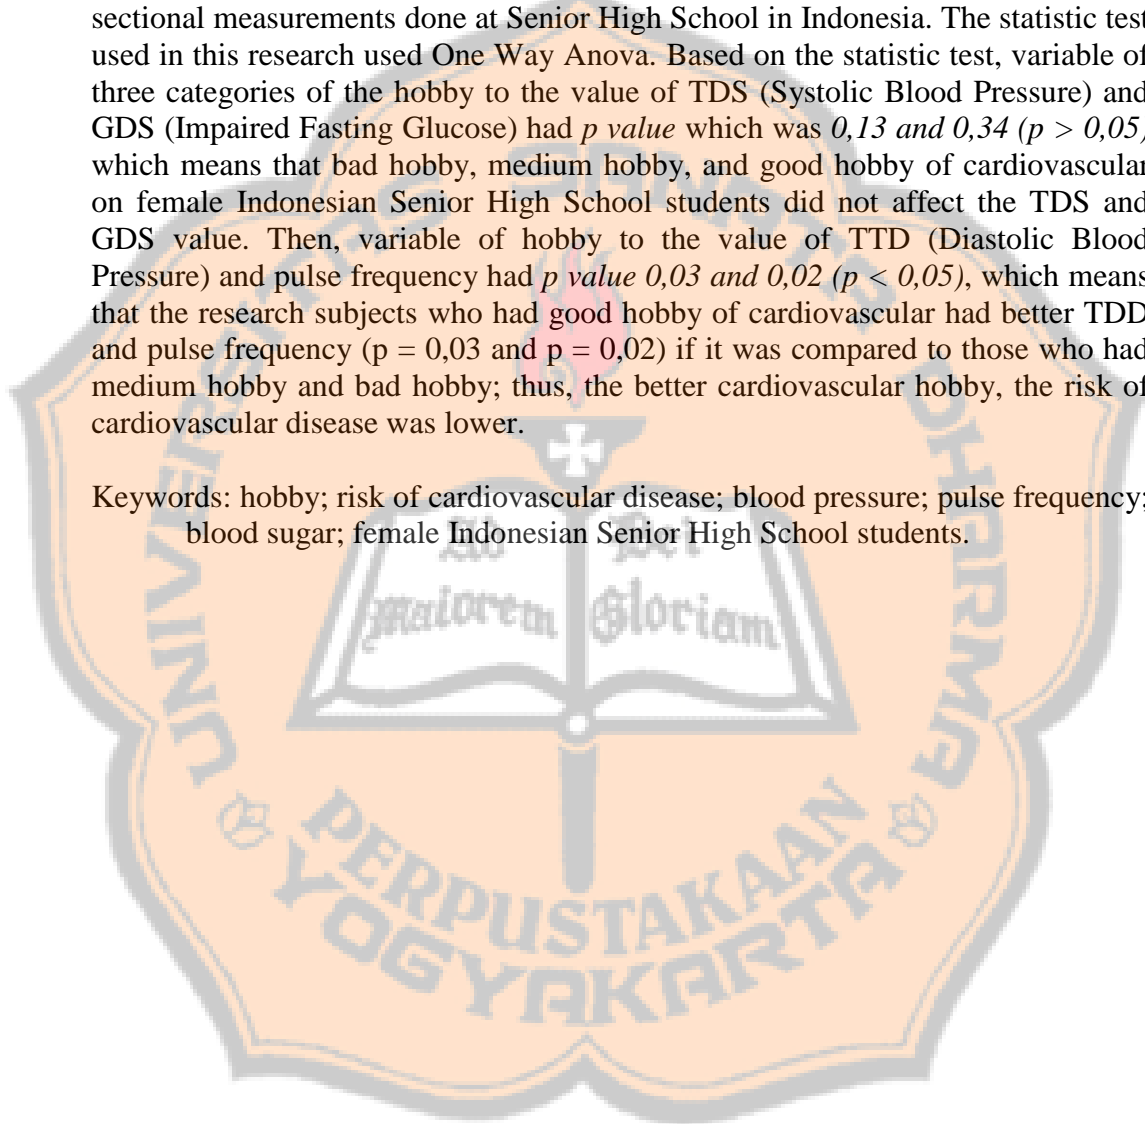 sectional measurements done at Senior High School in Indonesia. The statistic test
used in this research used One Way Anova. Based on the statistic test, variable of
three categories of the hobby to the value of TDS (Systolic Blood Pressure) and
GDS (Impaired Fasting Glucose) had p value which was 0,13 and 0,34 (p > 0,05)
which means that bad hobby, medium hobby, and good hobby of cardiovascular
on female Indonesian Senior High School students did not affect the TDS and
GDS value. Then, variable of hobby to the value of TTD (Diastolic Blood
Pressure) and pulse frequency had p value 0,03 and 0,02 (p < 0,05), which means
that the research subjects who had good hobby of cardiovascular had better TDD
and pulse frequency (p = 0,03 and p = 0,02) if it was compared to those who had
medium hobby and bad hobby; thus, the better cardiovascular hobby, the risk of
cardiovascular disease was lower.
Keywords: hobby; risk of cardiovascular disease; blood pressure; pulse frequency;
blood sugar; female Indonesian Senior High School students.
UNIVERSITAS SANATA DHARMA
Ad Dei
Maiorem Gloriam
PERPUSTAKAAN
YOGYAKARTA